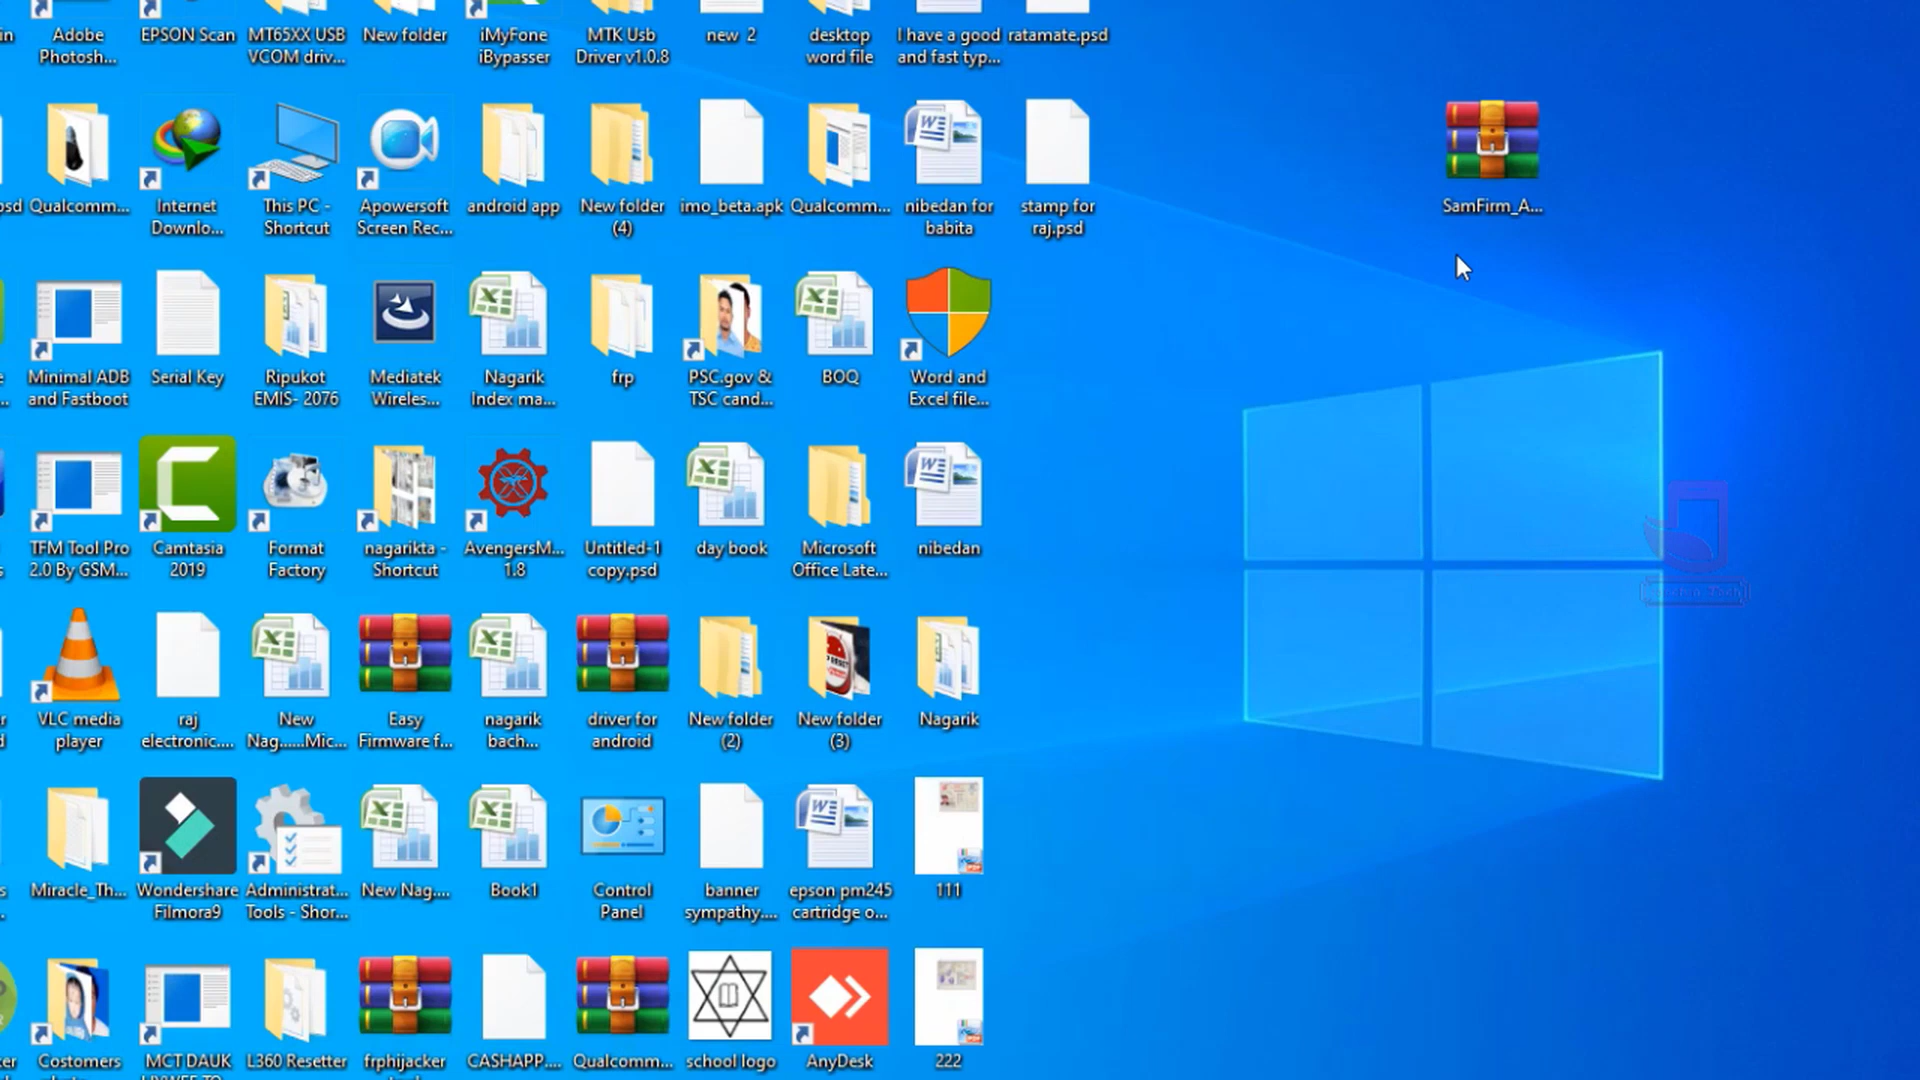 in
Adobe
Photosh...
EPSON Scan
MT65XX USB
VCOM driv...
New folder
iMyFone
iBypasser
MTK Usb
Driver v1.0.8
new 2
desktop
word file
I have a good
and fast typ...
ratamate.psd
psd
Qualcomm...
Internet
Downlo...
This PC -
Shortcut
Apowersoft
Screen Rec...
android app
New folder
(4)
imo_beta.apk
Qualcomm...
nibedan for
babita
stamp for
raj.psd
SamFirm_A...
Minimal ADB
and Fastboot
Serial Key
Ripukot
EMIS- 2076
Mediatek
Wireles...
Nagarik
Index ma...
frp
PSC.gov &
TSC cand...
BOQ
Word and
Excel file...
TFM Tool Pro
2.0 By GSM...
Camtasia
2019
Format
Factory
nagarikta -
Shortcut
AvengersM...
1.8
Untitled-1
copy.psd
day book
Microsoft
Office Late...
nibedan
VLC media
player
raj
electronic....
New
Nag......Mic...
Easy
Firmware f...
nagarik
bach...
driver for
android
New folder
(2)
New folder
(3)
Nagarik
Miracle_Th...
Wondershare
Filmora9
Administrat...
Tools - Shor...
New Nag....
Book1
Control
Panel
banner
sympathy....
epson pm245
cartridge o...
111
Costomers
MCT DAUK
L360 Resetter
frphijacker
CASHAPP....
Qualcomm...
school logo
AnyDesk
222